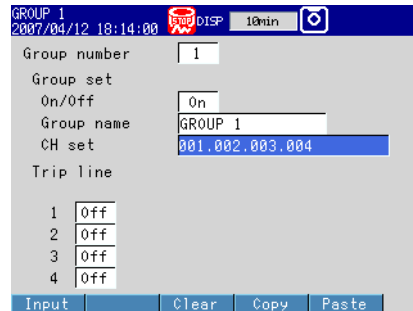 GROUP 1
2007/04/12 18:14:00 STOP DISP 10min
Group number 1
Group set
On/Off On
Group name GROUP 1
CH set 001.002.003.004
Trip line
1 Off
2 Off
3 Off
4 Off
Input Clear Copy Paste